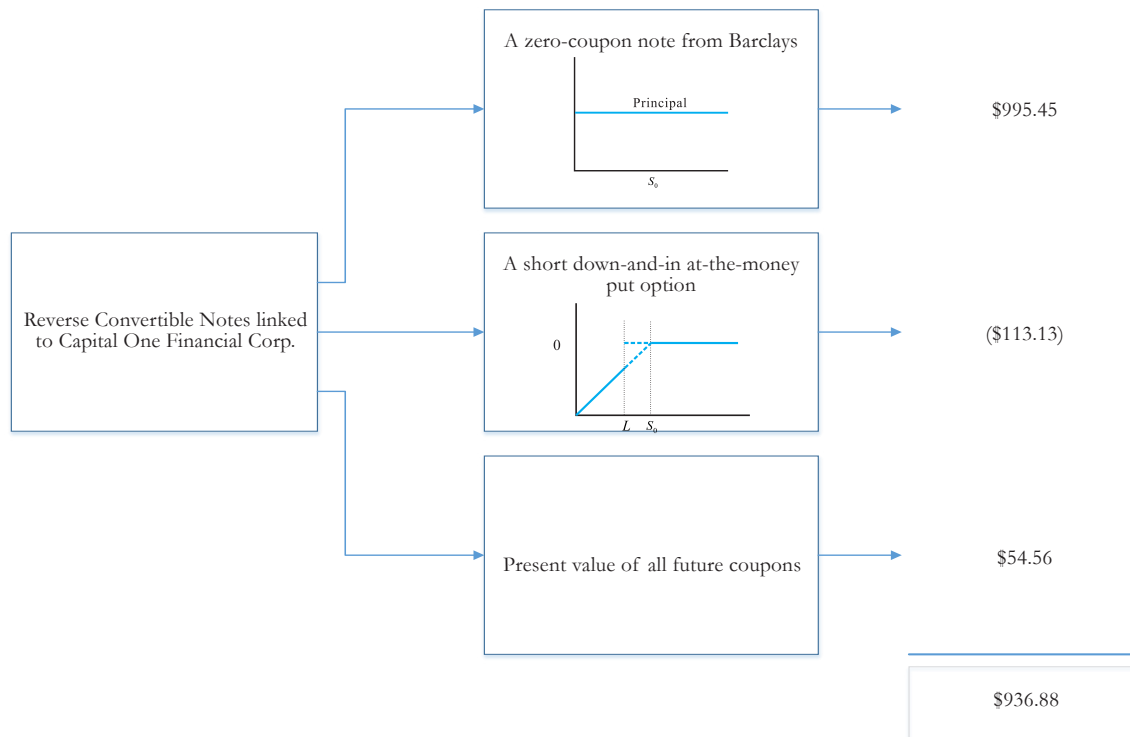 A zero-coupon note from Barclays
Principal
S₀
$995.45
Reverse Convertible Notes linked
to Capital One Financial Corp.
A short down-and-in at-the-money
put option
0
L S₀
($113.13)
Present value of all future coupons
$54.56
$936.88